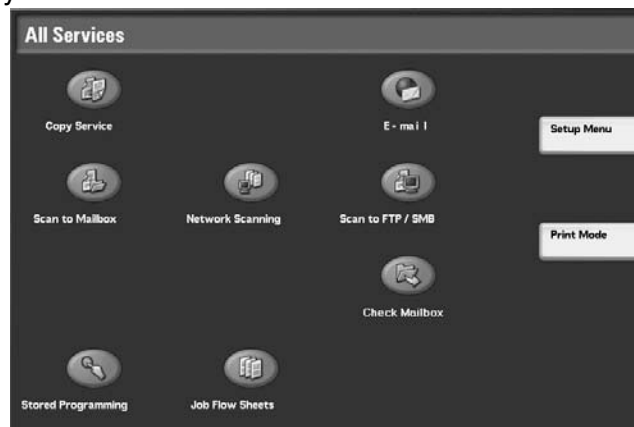 y
All Services
Copy Service
E-mail
Setup Menu
Scan to Mailbox
Network Scanning
Scan to FTP / SMB
Print Mode
Check Mailbox
Stored Programming
Job Flow Sheets